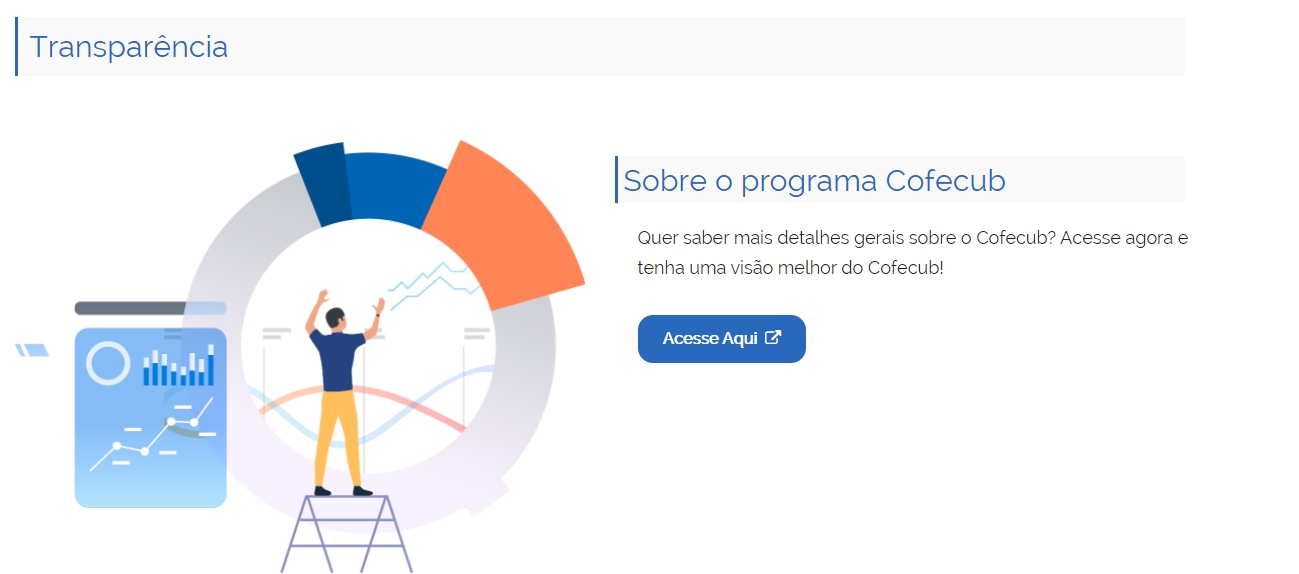 Transparência
Sobre o programa Cofecub
Quer saber mais detalhes gerais sobre o Cofecub? Acesse agora e
tenha uma visão melhor do Cofecub!
Acesse Aqui